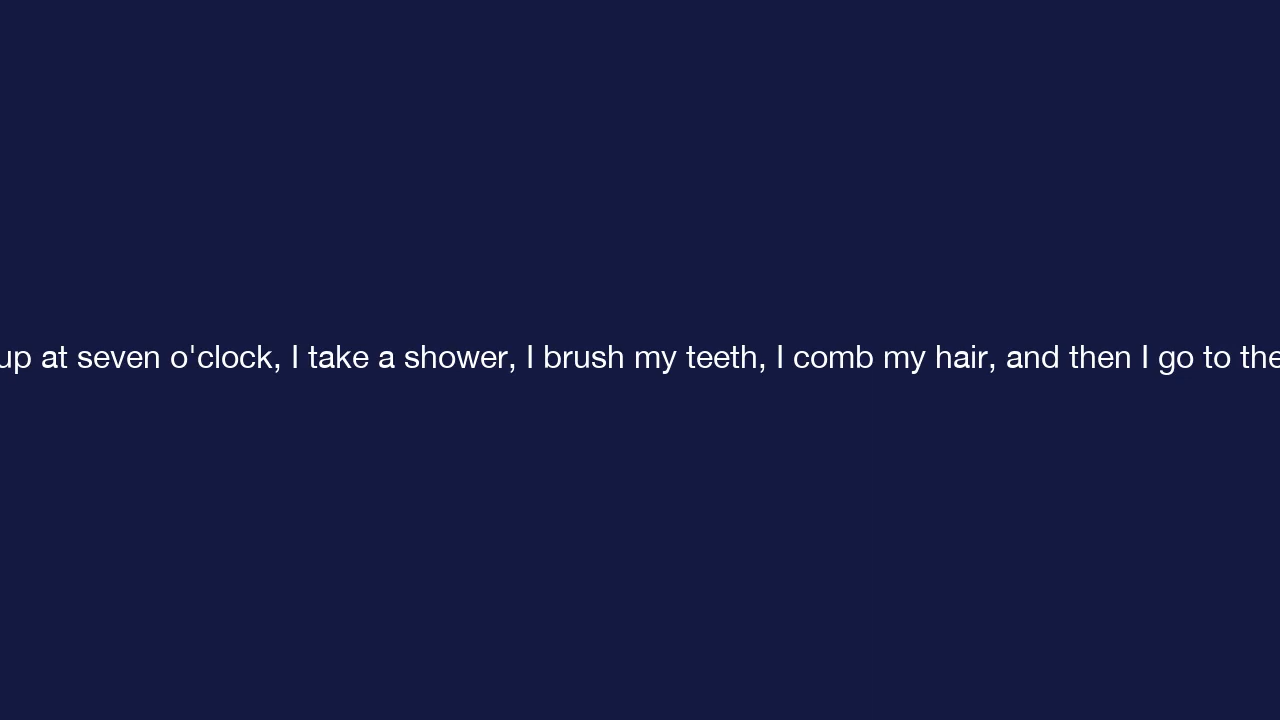 up at seven o'clock, I take a shower, I brush my teeth, I comb my hair, and then I go to the